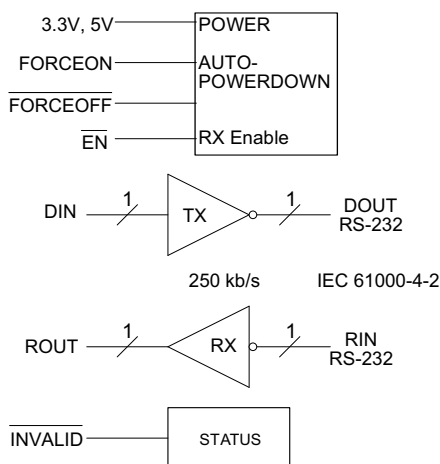 3.3V, 5V POWER
FORCEON AUTO-
POWERDOWN
FORCEOFF
EN RX Enable
1 1
DIN TX DOUT
RS-232
250 kb/s IEC 61000-4-2
1 1
ROUT RX RIN
RS-232
INVALID STATUS